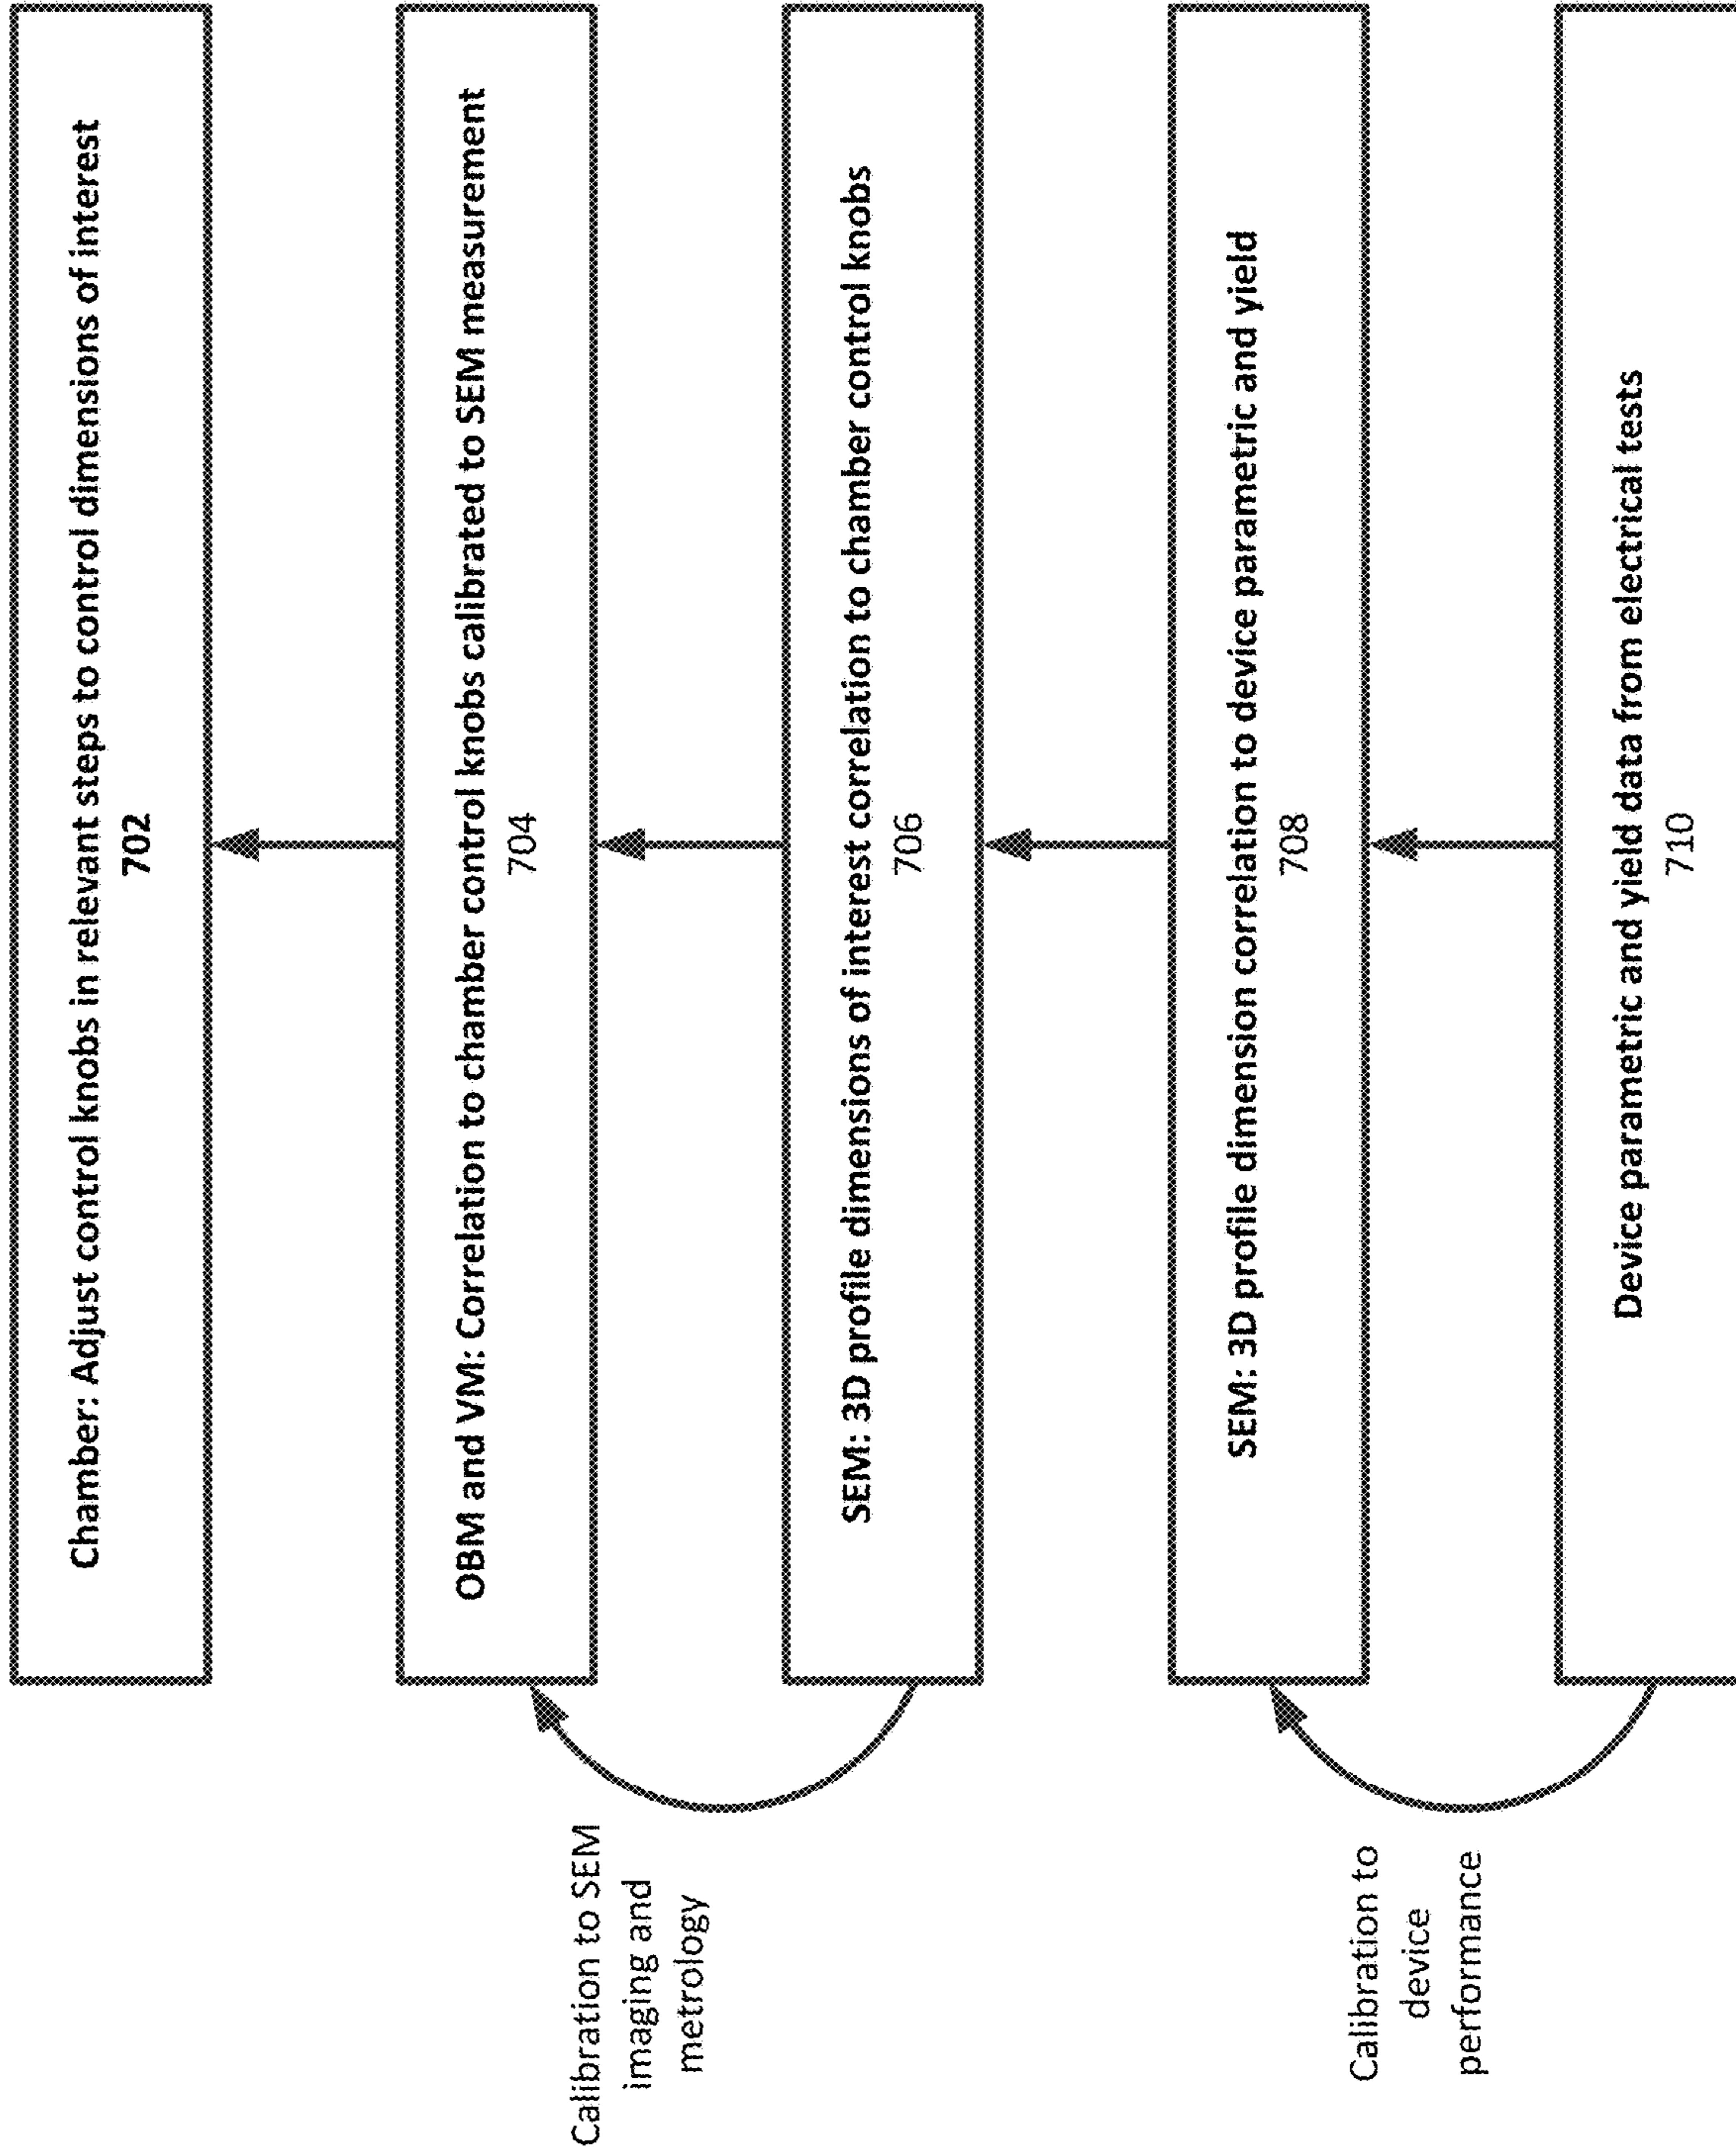 Chamber: Adjust control knobs in relevant steps to control dimensions of interest
702
OBM and VM: Correlation to chamber control knobs calibrated to SEM measurement
704
SEM: 3D profile dimensions of interest correlation to chamber control knobs
706
SEM: 3D profile dimension correlation to device parametric and yield
708
Device parametric and yield data from electrical tests
710
Calibration to SEM
imaging and
metrology
Calibration to
device
performance